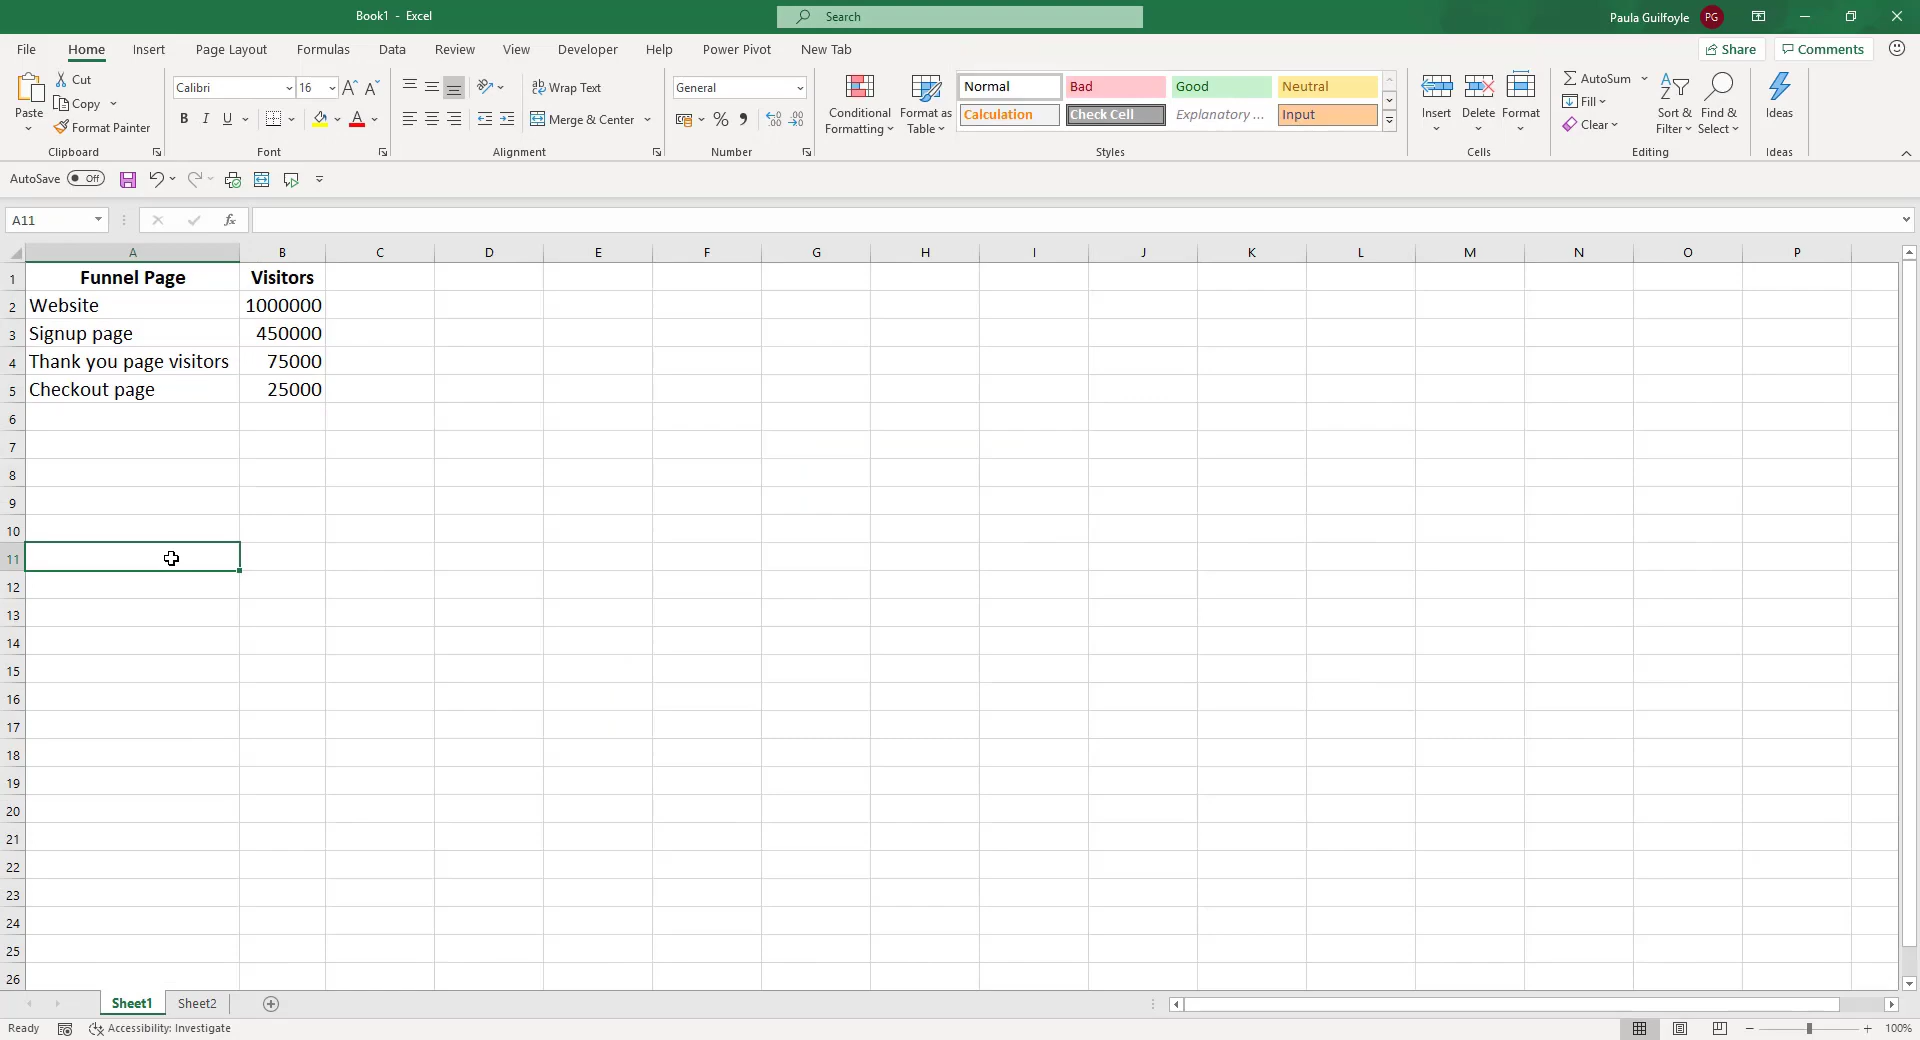 Book1 - Excel
Search
Paula Guilfoyle PG
File Home Insert Page Layout Formulas Data Review View Developer Help Power Pivot New Tab Share Comments
Paste Cut Copy Format Painter Clipboard
Calibri 16 A A B I U A Font
ab Wrap Text Merge & Center Alignment
General % Number
Conditional Formatting Format as Table
Normal Bad Good Neutral
Calculation Check Cell Explanatory ... Input
Styles
Insert Delete Format Cells
AutoSum Fill Clear Sort & Filter Find & Select Editing
Ideas Ideas
AutoSave Off
A11 fx
A B C D E F G H I J K L M N O P
1 Funnel Page Visitors
2 Website 1000000
3 Signup page 450000
4 Thank you page visitors 75000
5 Checkout page 25000
6
7
8
9
10
11
12
13
14
15
16
17
18
19
20
21
22
23
24
25
26
Sheet1 Sheet2
Ready Accessibility: Investigate 100%